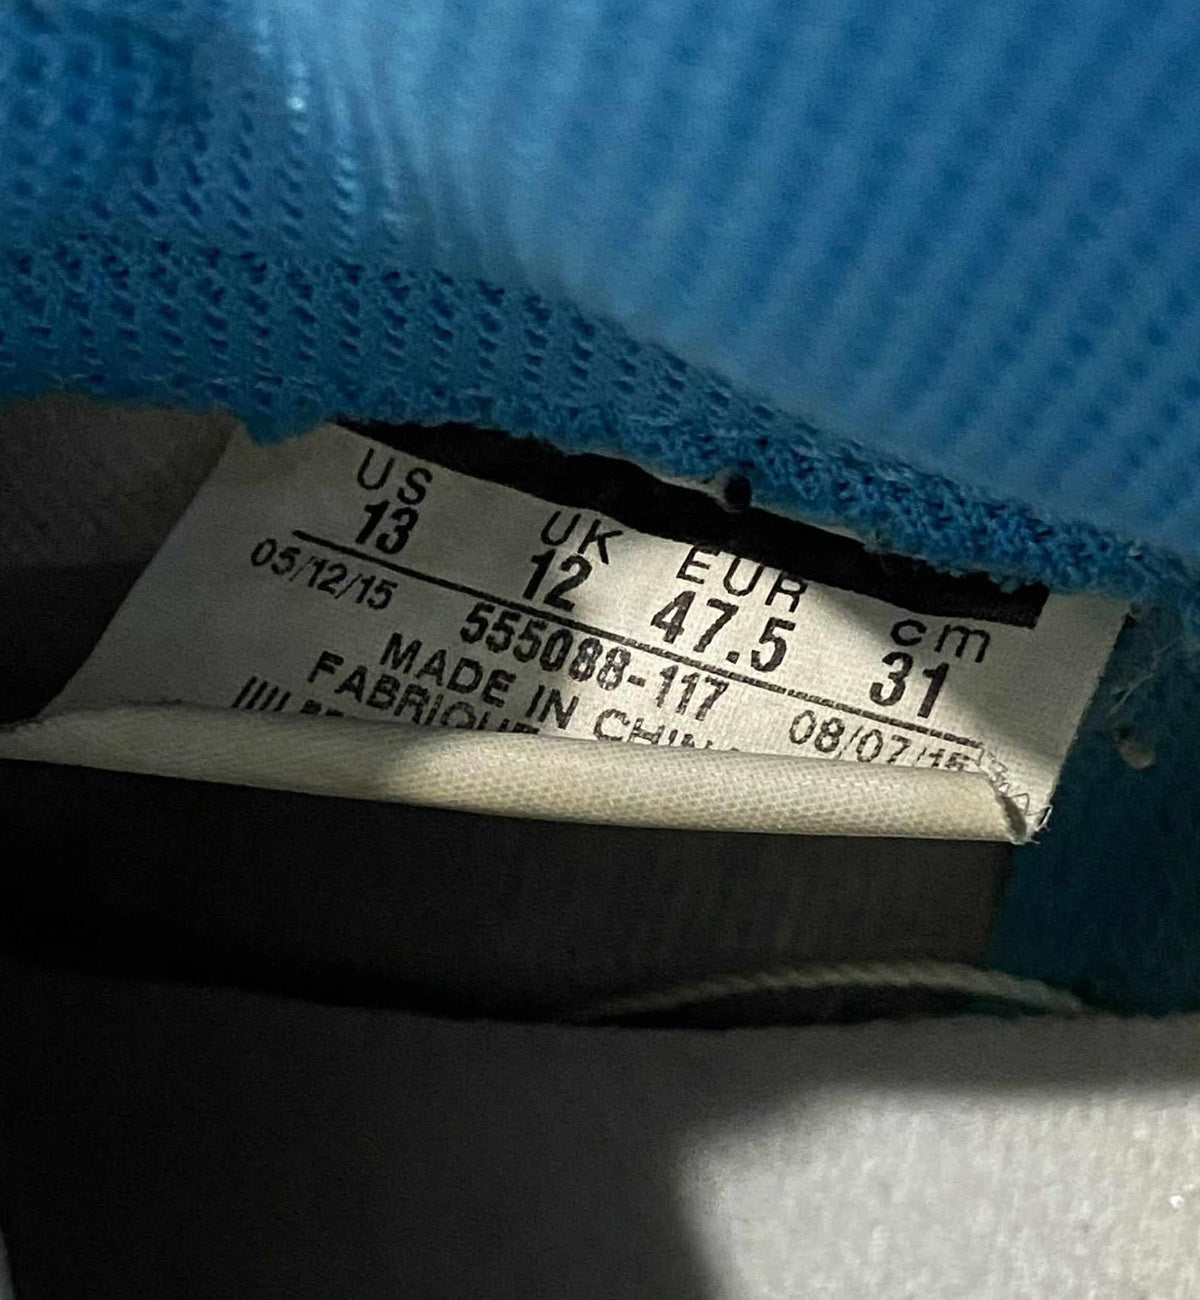 US UK EUR cm
13 12 47.5 31
05/12/15 555088-117 08/07/15
MADE IN CHINA
FABRIQUE